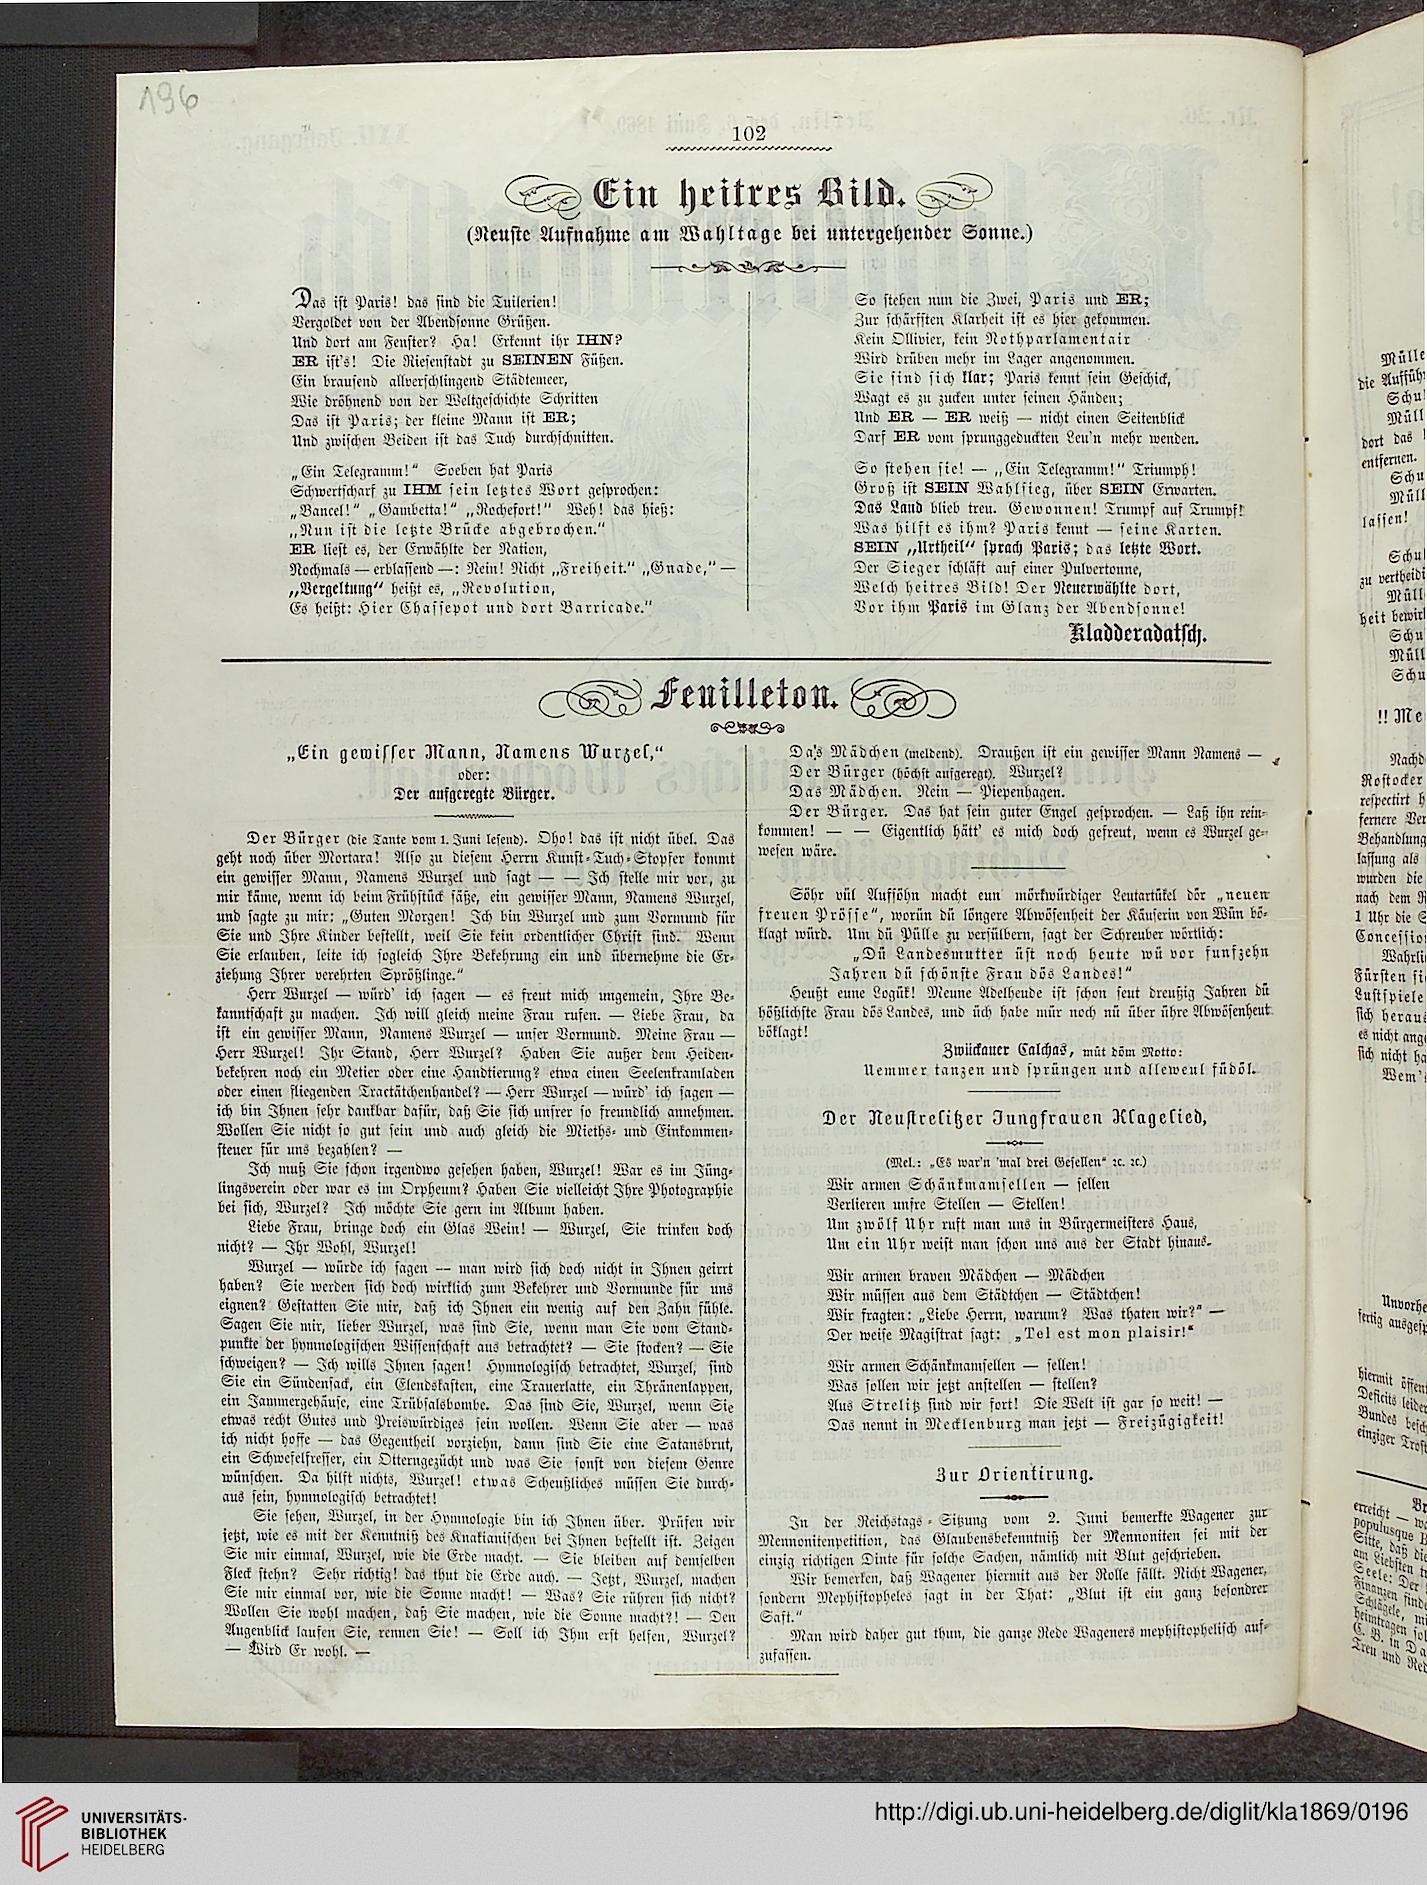 196
102
Ein heitres Bild.
(Neuste Aufnahme am Wahltage bei untergehender Sonne.)
Das ist Paris! das sind die Tuilerien!
Vergoldet von der Abendsonne Grüßen.
Und dort am Fenster? Ha! Erkennt ihr IHN?
ER ist's! Die Riesenstadt zu SEINEN Füßen.
Ein brausend allverschlingend Städtemeer,
Wie dröhnend von der Weltgeschichte Schritten
Das ist Paris; der kleine Mann ist ER;
Und zwischen Beiden ist das Tuch durchschnitten.
„Ein Telegramm!“ Soeben hat Paris
Schwertscharf zu IHM sein letztes Wort gesprochen:
„Bancel!“ „Gambetta!“ „Rochefort!“ Weh! das hieß:
„Nun ist die letzte Brücke abgebrochen.“
ER liest es, der Erwählte der Nation,
Nochmals — erblassend —: Nein! Nicht „Freiheit.“ „Gnade,“ —
„Vergeltung“ heißt es, „Revolution,
Es heißt: Hier Chassepot und dort Barricade.“
So stehen nun die Zwei, Paris und ER;
Zur schärfsten Klarheit ist es hier gekommen.
Kein Ollivier, kein Rothparlamentair
Wird drüben mehr im Lager angenommen.
Sie sind sich klar; Paris kennt sein Geschick,
Wagt es zu zucken unter seinen Händen;
Und ER — ER weiß — nicht einen Seitenblick
Darf ER vom sprunggeduckten Leu'n mehr wenden.
So stehen sie! — „Ein Telegramm!“ Triumph!
Groß ist SEIN Wahlsieg, über SEIN Erwarten.
Das Land blieb treu. Gewonnen! Trumpf auf Trumpf!
Was hilft es ihm? Paris kennt — seine Karten.
SEIN „Urtheil“ sprach Paris; das letzte Wort.
Der Sieger schläft auf einer Pulvertonne,
Welch heitres Bild! Der Neuerwählte dort,
Vor ihm Paris im Glanz der Abendsonne!
Kladderadatsch.
Feuilleton.
„Ein gewisser Mann, Namens Wurzel,“
oder:
Der aufgeregte Bürger.
Der Bürger (die Tante vom 1. Juni lesend). Oho! das ist nicht übel. Das
geht noch über Mortara! Also zu diesem Herrn Kunst-Tuch-Stopfer kommt
ein gewisser Mann, Namens Wurzel und sagt — — Ich stelle mir vor, zu
mir käme, wenn ich beim Frühstück säße, ein gewisser Mann, Namens Wurzel,
und sagte zu mir: „Guten Morgen! Ich bin Wurzel und zum Vormund für
Sie und Ihre Kinder bestellt, weil Sie kein ordentlicher Christ sind. Wenn
Sie erlauben, leite ich sogleich Ihre Bekehrung ein und übernehme die Er-
ziehung Ihrer verehrten Sprößlinge.“
Herr Wurzel — würd' ich sagen — es freut mich ungemein, Ihre Be-
kanntschaft zu machen. Ich will gleich meine Frau rufen. — Liebe Frau, da
ist ein gewisser Mann, Namens Wurzel — unser Vormund. Meine Frau —
Herr Wurzel! Ihr Stand, Herr Wurzel? Haben Sie außer dem Heiden-
bekehren noch ein Metier oder eine Handtierung? etwa einen Seelenkramladen
oder einen fliegenden Tractätchenhandel? — Herr Wurzel — würd' ich sagen —
ich bin Ihnen sehr dankbar dafür, daß Sie sich unsrer so freundlich annehmen.
Wollen Sie nicht so gut sein und auch gleich die Mieths- und Einkommen-
steuer für uns bezahlen? —
Ich muß Sie schon irgendwo gesehen haben, Wurzel! War es im Jüng-
lingsverein oder war es im Orpheum? Haben Sie vielleicht Ihre Photographie
bei sich, Wurzel? Ich möchte Sie gern im Album haben.
Liebe Frau, bringe doch ein Glas Wein! — Wurzel, Sie trinken doch
nicht? — Ihr Wohl, Wurzel!
Wurzel — würde ich sagen — man wird sich doch nicht in Ihnen geirrt
haben? Sie werden sich doch wirklich zum Bekehrer und Vormunde für uns
eignen? Gestatten Sie mir, daß ich Ihnen ein wenig auf den Zahn fühle.
Sagen Sie mir, lieber Wurzel, was sind Sie, wenn man Sie vom Stand-
punkte der hymnologischen Wissenschaft aus betrachtet? — Sie stocken? — Sie
schweigen? — Ich wills Ihnen sagen! Hymnologisch betrachtet, Wurzel, sind
Sie ein Sündensack, ein Elendskasten, eine Trauerlatte, ein Thränenlappen,
ein Jammergehäuse, eine Trübsalsbombe. Das sind Sie, Wurzel, wenn Sie
etwas recht Gutes und Preiswürdiges sein wollen. Wenn Sie aber — was
ich nicht hoffe — das Gegentheil vorziehn, dann sind Sie eine Satansbrut,
ein Schwefelfresser, ein Otterngezücht und was Sie sonst von diesem Genre
wünschen. Da hilft nichts, Wurzel! etwas Scheußliches müssen Sie durch-
aus sein, hymnologisch betrachtet!
Sie sehen, Wurzel, in der Hymnologie bin ich Ihnen über. Prüfen wir
jetzt, wie es mit der Kenntniß des Knakianischen bei Ihnen bestellt ist. Zeigen
Sie mir einmal, Wurzel, wie die Erde macht. — Sie bleiben auf demselben
Fleck stehn? Sehr richtig! das thut die Erde auch. — Jetzt, Wurzel, machen
Sie mir einmal vor, wie die Sonne macht! — Was? Sie rühren sich nicht?
Wollen Sie wohl machen, daß Sie machen, wie die Sonne macht?! — Den
Augenblick laufen Sie, rennen Sie! — Soll ich Ihm erst helfen, Wurzel?
— Wird Er wohl. —
Das Mädchen (meldend). Draußen ist ein gewisser Mann Namens —
Der Bürger (höchst aufgeregt). Wurzel?
Das Mädchen. Nein — Piepenhagen.
Der Bürger. Das hat sein guter Engel gesprochen. — Laß ihn rein-
kommen! — — Eigentlich hätt' es mich doch gefreut, wenn es Wurzel ge-
wesen wäre.
Söhr vül Aufsöhn macht eun mörkwürdiger Leutartükel dör „neuen
freuen Prösse“, worün dü löngere Abwösenheit der Käuserin von Wün bö-
klagt würd. Um dü Pülle zu versülbern, sagt der Schreuber wörtlich:
„Dü Landesmutter üst noch heute wü vor funfzehn
Jahren dü schönste Frau dös Landes!“
Heußt eune Logük! Meune Adelheude ist schon seut dreußig Jahren dü
hößlichste Frau dös Landes, und üch habe mür noch nü über ühre Abwösenheut
böklagt!
Zwückauer Calchas, müt döm Motto:
Uemmer tanzen und sprüngen und alleweul füdöl.
Der Neustrelitzer Jungfrauen Klagelied,
(Mel.: „Es war'n 'mal drei Gesellen“ ꝛc. ꝛc.)
Wir armen Schänkmamsellen — sellen
Verlieren unsre Stellen — Stellen!
Um zwölf Uhr ruft man uns in Bürgermeisters Haus,
Um ein Uhr weist man schon uns aus der Stadt hinaus.
Wir armen braven Mädchen — Mädchen
Wir müssen aus dem Städtchen — Städtchen!
Wir fragten: „Liebe Herrn, warum? Was thaten wir?“ —
Der weise Magistrat sagt: „Tel est mon plaisir!“
Wir armen Schänkmamsellen — sellen!
Was sollen wir jetzt anstellen — stellen?
Aus Strelitz sind wir fort! Die Welt ist gar so weit! —
Das nennt in Mecklenburg man jetzt — Freizügigkeit!
Zur Orientirung.
In der Reichstags-Sitzung vom 2. Juni bemerkte Wagener zur
Mennonitenpetition, das Glaubensbekenntniß der Mennoniten sei mit der
einzig richtigen Dinte für solche Sachen, nämlich mit Blut geschrieben.
Wir bemerken, daß Wagener hiermit aus der Rolle fällt. Nicht Wagener,
sondern Mephistopheles sagt in der That: „Blut ist ein ganz besondrer
Saft.“
Man wird daher gut thun, die ganze Rede Wageners mephistophelisch auf-
zufassen.
UNIVERSITÄTS-
BIBLIOTHEK
HEIDELBERG
http://digi.ub.uni-heidelberg.de/diglit/kla1869/0196